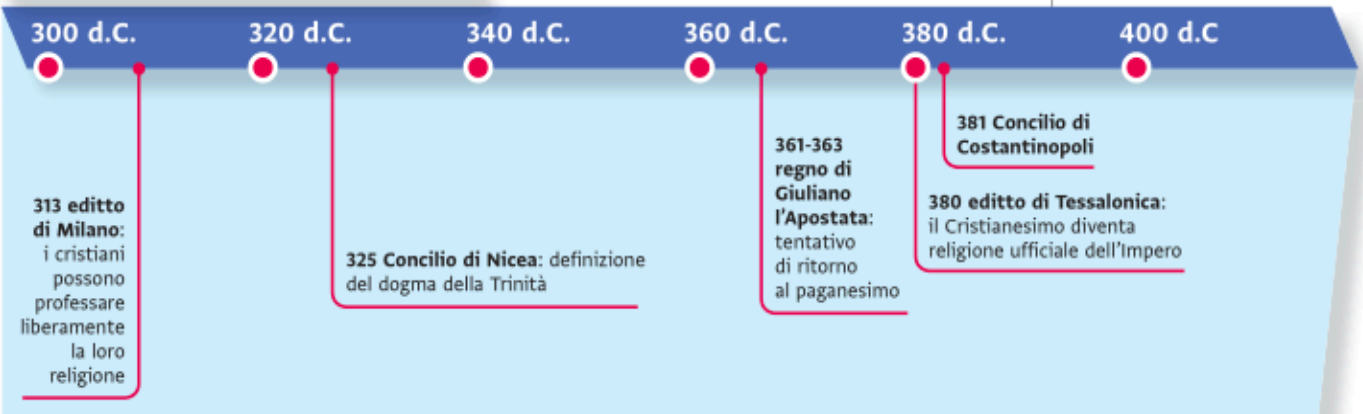 300 d.C.
320 d.C.
340 d.C.
360 d.C.
380 d.C.
400 d.C
313 editto
di Milano:
i cristiani
possono
professare
liberamente
la loro
religione
325 Concilio di Nicea: definizione
del dogma della Trinità
361-363
regno di
Giuliano
l'Apostata:
tentativo
di ritorno
al paganesimo
381 Concilio di
Costantinopoli
380 editto di Tessalonica:
il Cristianesimo diventa
religione ufficiale dell'Impero